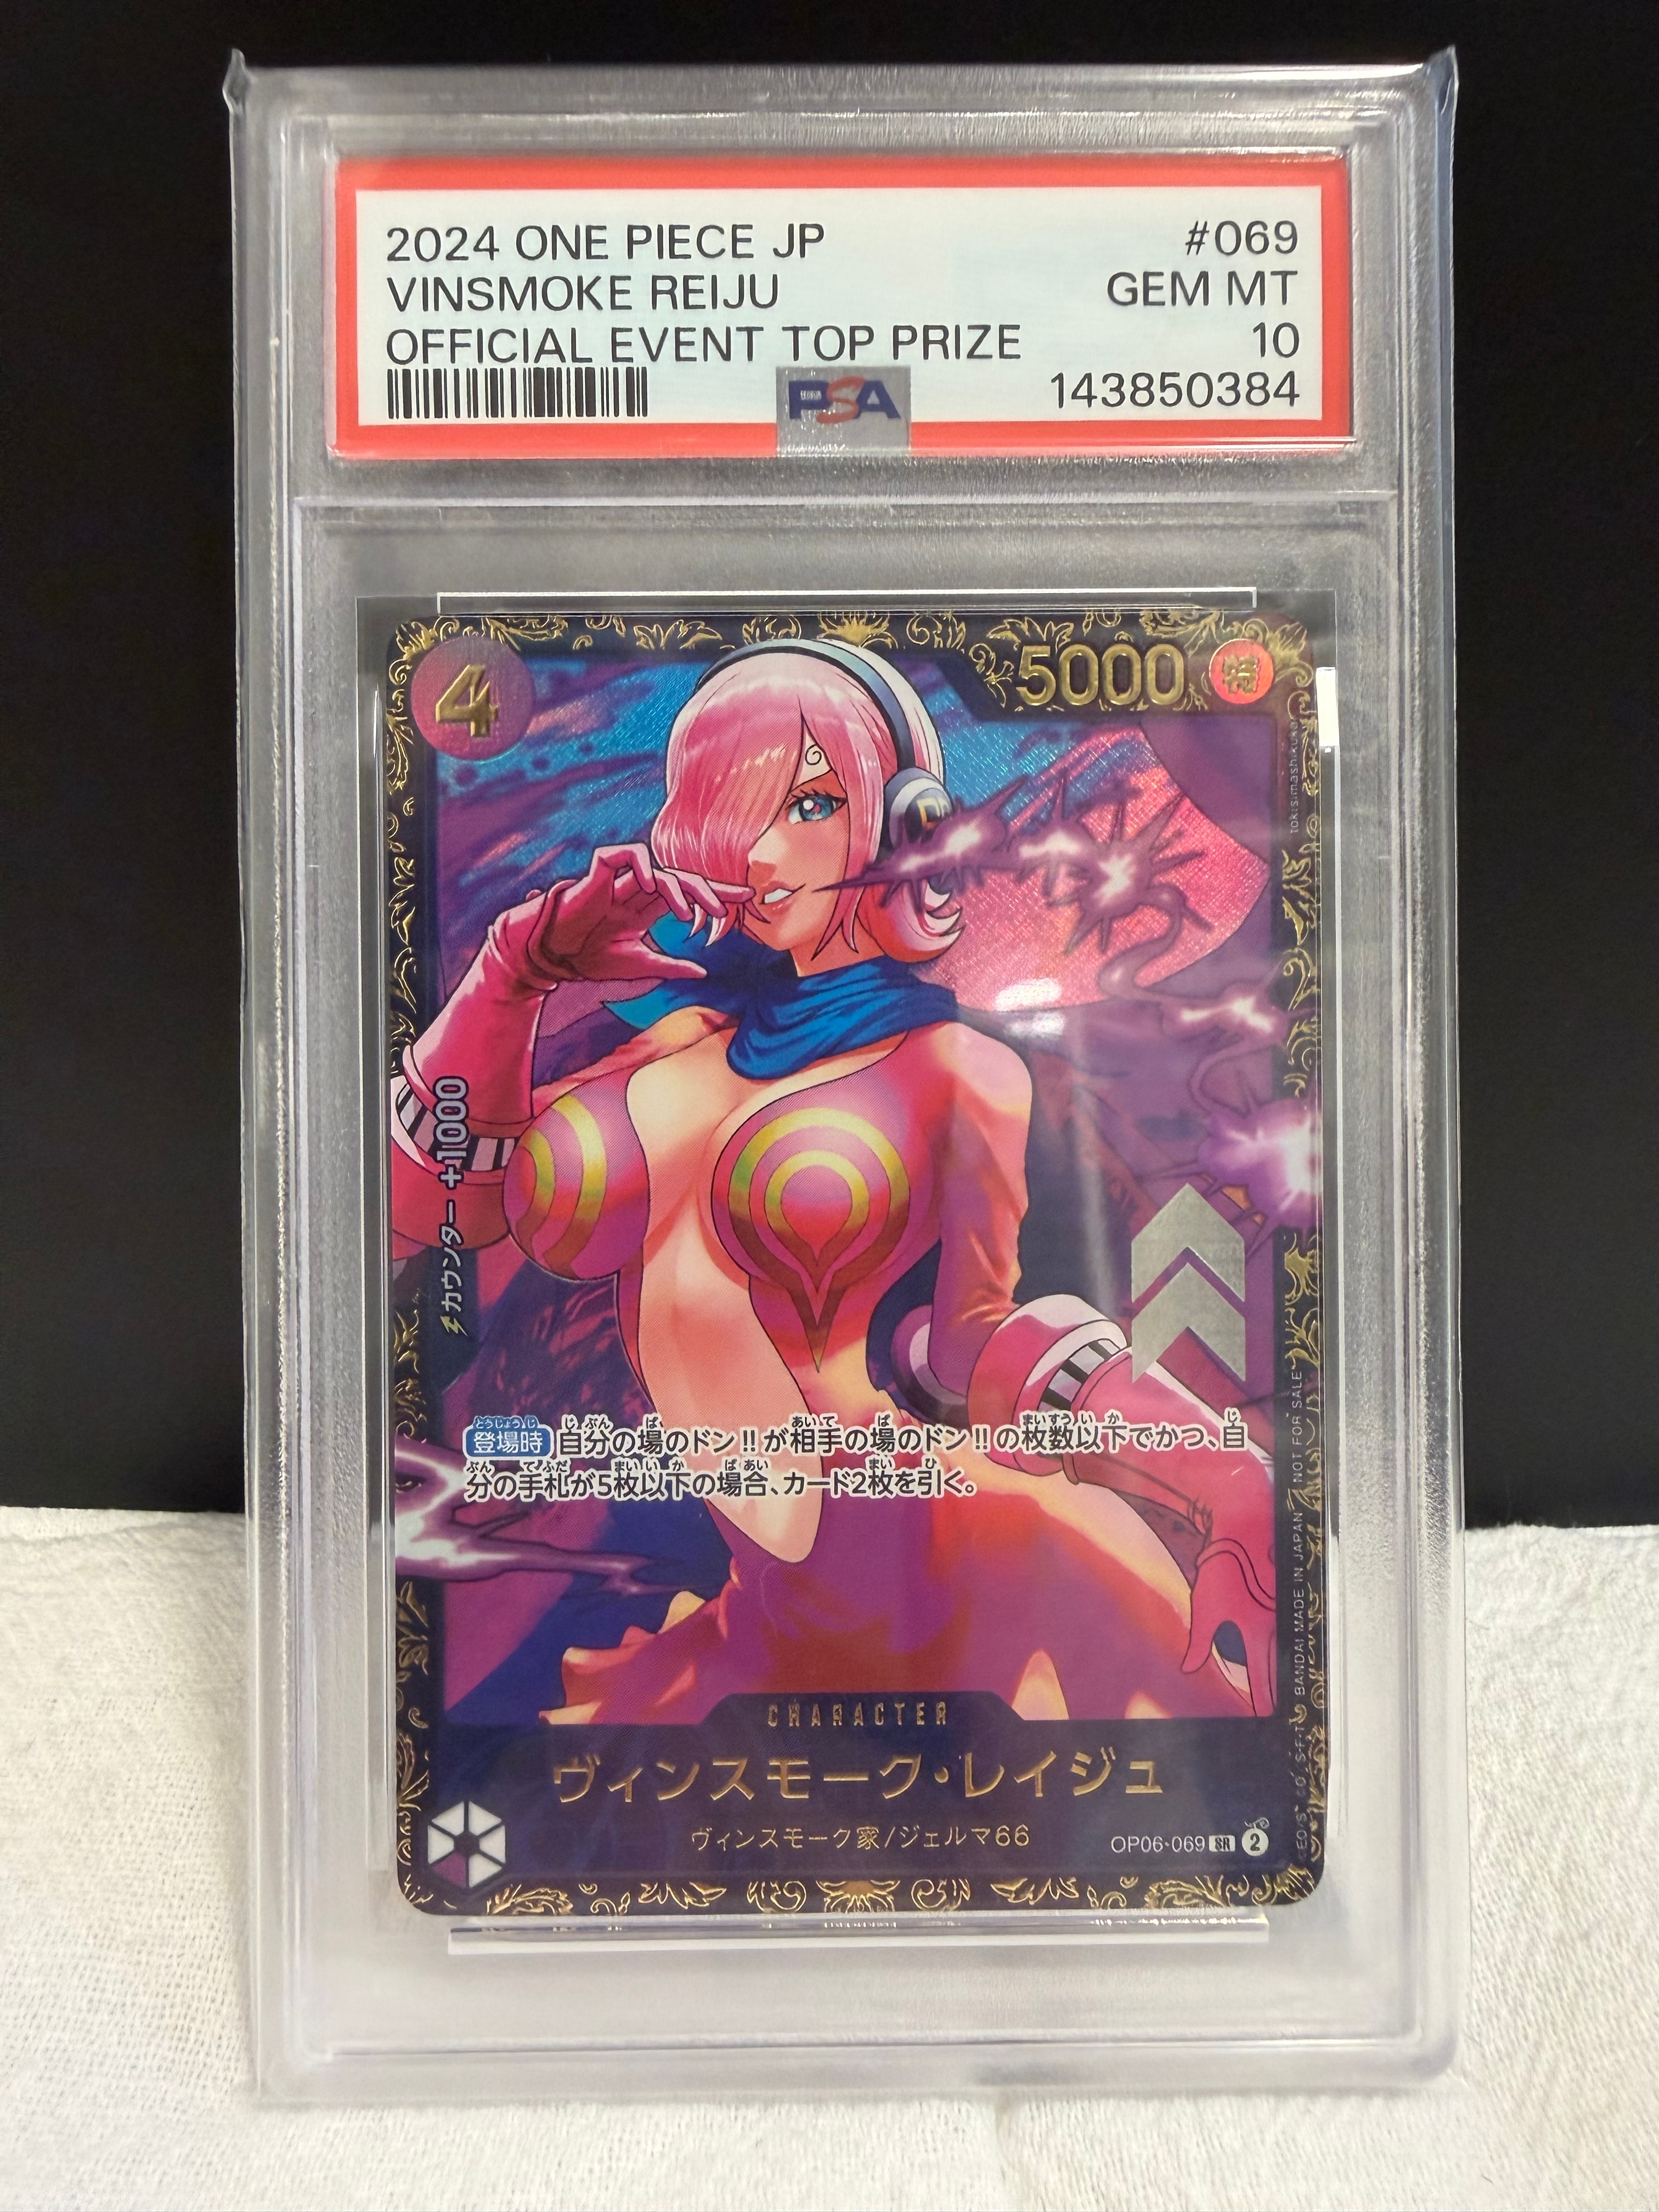 2024 ONE PIECE JP #069
VINSMOKE REIJU GEM MT
OFFICIAL EVENT TOP PRIZE 10
PSA 143850384
4
5000 特
tokisimashikuku
カウンター +1000
登場時 自分の場のドン!!が相手の場のドン!!の枚数以下でかつ、自
分の手札が5枚以下の場合、カード2枚を引く。
BANDAI MADE IN JAPAN NOT FOR SALE
CHARACTER
ヴィンスモーク・レイジュ
ヴィンスモーク家/ジェルマ66
OP06-069 SR 2